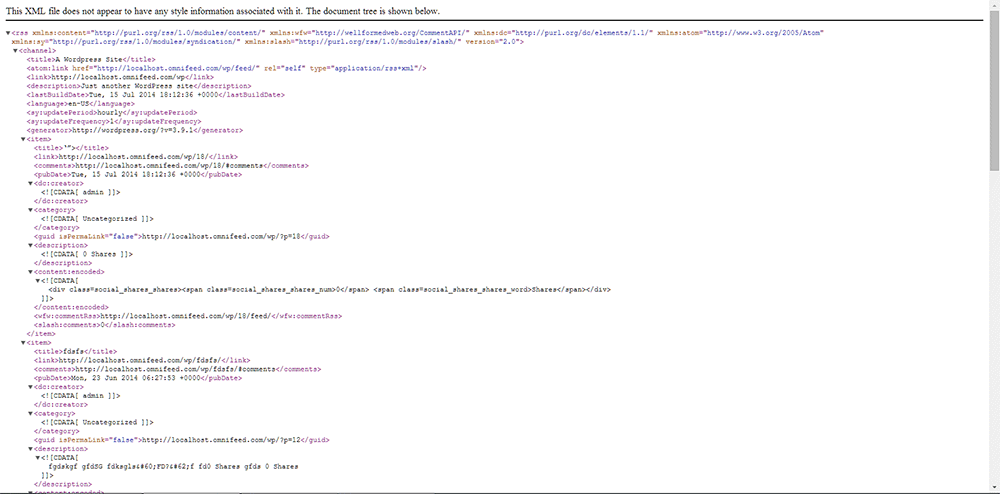 This XML file does not appear to have any style information associated with it. The document tree is shown below.
▼<rss xmlns:content="http://purl.org/rss/1.0/modules/content/" xmlns:wfw="http://wellformedweb.org/CommentAPI/" xmlns:dc="http://purl.org/dc/elements/1.1/" xmlns:atom="http://www.w3.org/2005/Atom"
xmlns:sy="http://purl.org/rss/1.0/modules/syndication/" xmlns:slash="http://purl.org/rss/1.0/modules/slash/" version="2.0">
▼<channel>
<title>A Wordpress Site</title>
<atom:link href="http://localhost.omnifeed.com/wp/feed/" rel="self" type="application/rss+xml"/>
<link>http://localhost.omnifeed.com/wp</link>
<description>Just another WordPress site</description>
<lastBuildDate>Tue, 15 Jul 2014 18:12:36 +0000</lastBuildDate>
<language>en-US</language>
<sy:updatePeriod>hourly</sy:updatePeriod>
<sy:updateFrequency>1</sy:updateFrequency>
<generator>http://wordpress.org/?v=3.9.1</generator>
▼<item>
<title>‘”</title>
<link>http://localhost.omnifeed.com/wp/18/</link>
<comments>http://localhost.omnifeed.com/wp/18/#comments</comments>
<pubDate>Tue, 15 Jul 2014 18:12:36 +0000</pubDate>
▼<dc:creator>
<![CDATA[ admin ]]>
</dc:creator>
▼<category>
<![CDATA[ Uncategorized ]]>
</category>
<guid isPermaLink="false">http://localhost.omnifeed.com/wp/?p=18</guid>
▼<description>
<![CDATA[ 0 Shares ]]>
</description>
▼<content:encoded>
▼<![CDATA[
<div class=social_shares_shares><span class=social_shares_shares_num>0</span> <span class=social_shares_shares_word>Shares</span></div>
]]>
</content:encoded>
<wfw:commentRss>http://localhost.omnifeed.com/wp/18/feed/</wfw:commentRss>
<slash:comments>0</slash:comments>
</item>
▼<item>
<title>fdsfs</title>
<link>http://localhost.omnifeed.com/wp/fdsfs/</link>
<comments>http://localhost.omnifeed.com/wp/fdsfs/#comments</comments>
<pubDate>Mon, 23 Jun 2014 06:27:53 +0000</pubDate>
▼<dc:creator>
<![CDATA[ admin ]]>
</dc:creator>
▼<category>
<![CDATA[ Uncategorized ]]>
</category>
<guid isPermaLink="false">http://localhost.omnifeed.com/wp/?p=12</guid>
▼<description>
▼<![CDATA[
fgdskgf gfdSG fdksgls&#60;FD?&#62;f fd0 Shares gfds 0 Shares
]]>
</description>
▼<content:encoded>